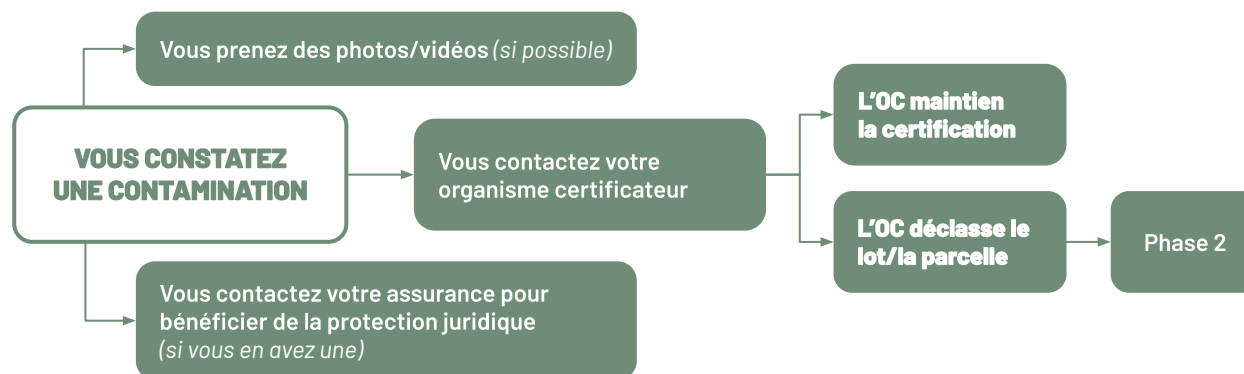 Vous prenez des photos/vidéos (si possible)
VOUS CONSTATEZ
UNE CONTAMINATION
Vous contactez votre
organisme certificateur
L'OC maintien
la certification
L'OC déclasse le
lot/la parcelle
Phase 2
Vous contactez votre assurance pour
bénéficier de la protection juridique
(si vous en avez une)